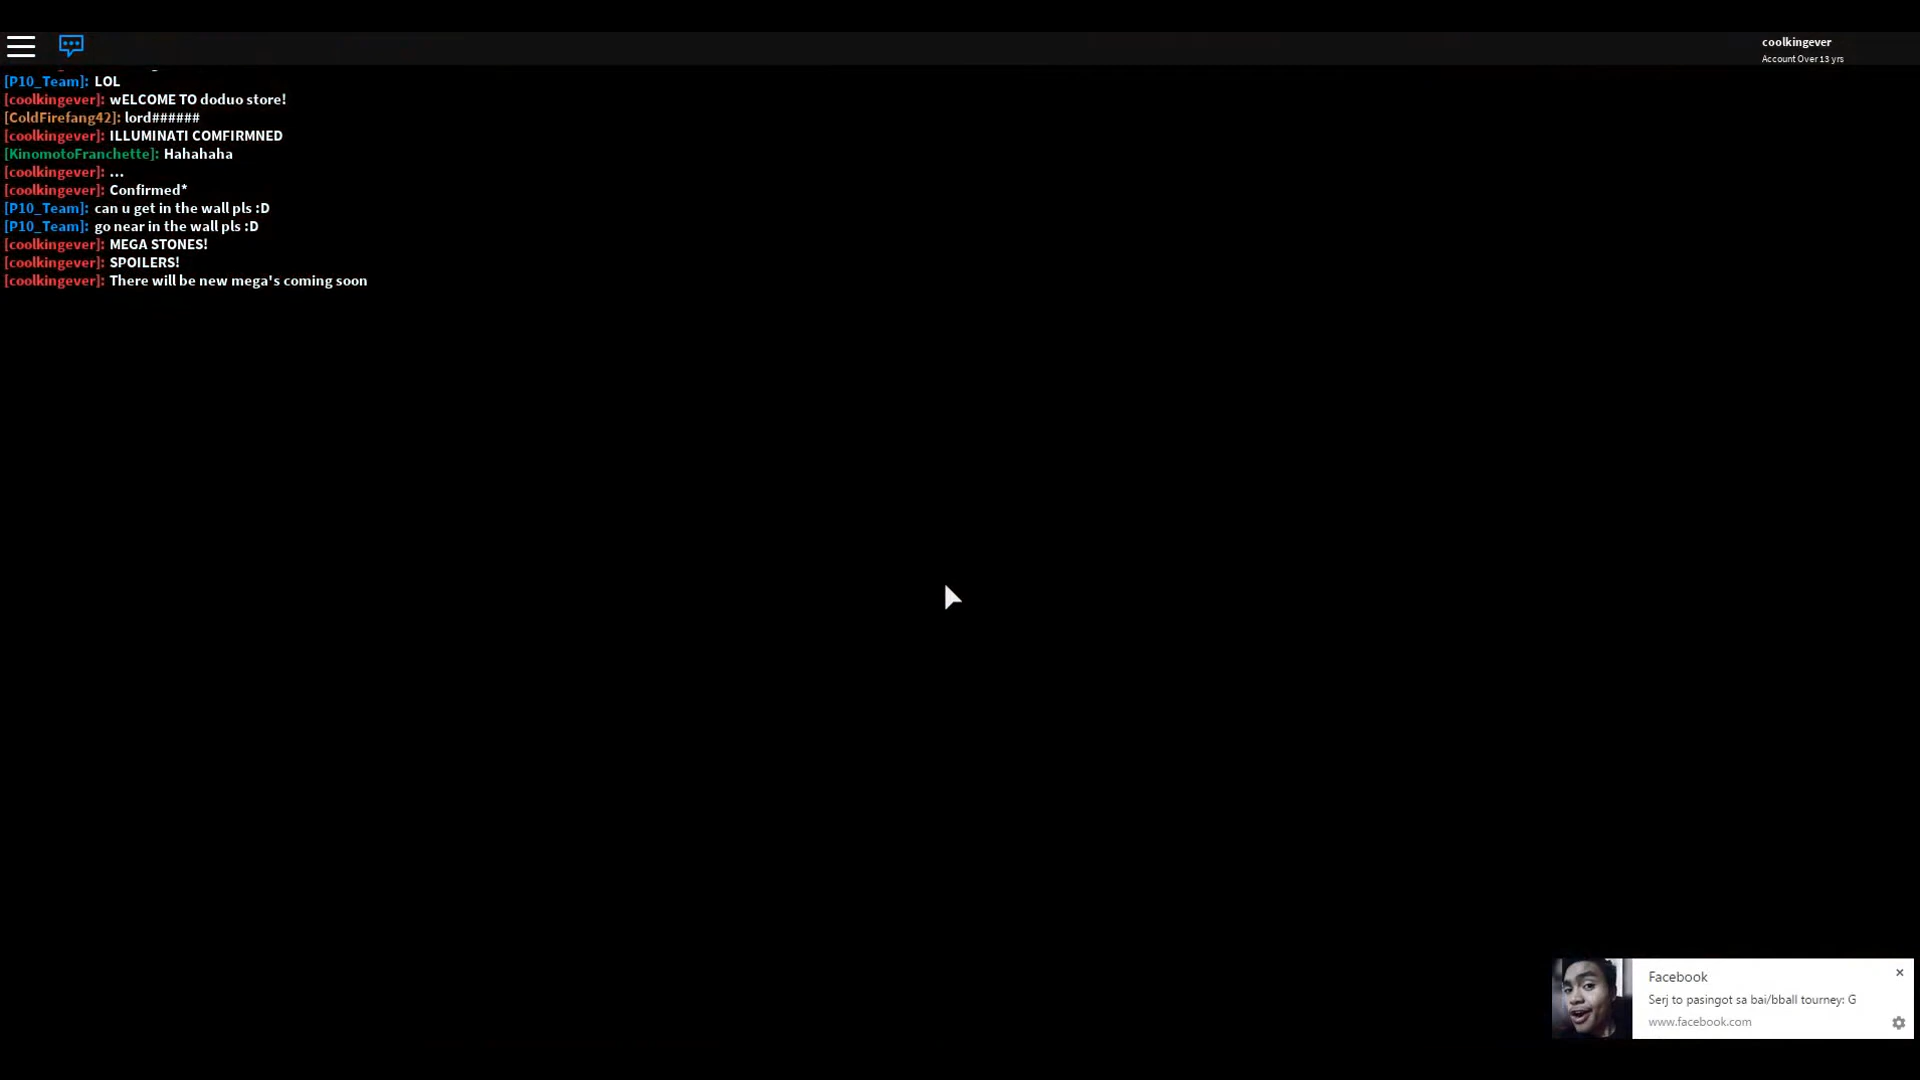 coolkingever
Account Over 13 yrs
[P10_Team]: LOL
[coolkingever]: wELCOME TO doduo store!
[ColdFirefang42]: lord######
[coolkingever]: ILLUMINATI COMFIRMNED
[KinomotoFranchette]: Hahahaha
[coolkingever]: ...
[coolkingever]: Confirmed*
[P10_Team]: can u get in the wall pls :D
[P10_Team]: go near in the wall pls :D
[coolkingever]: MEGA STONES!
[coolkingever]: SPOILERS!
[coolkingever]: There will be new mega's coming soon
Facebook
Serj to pasingot sa bai/bball tourney: G
www.facebook.com